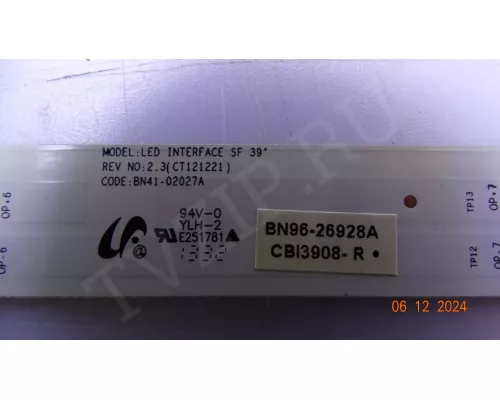 MODEL:LED INTERFACE SF 39"
REV NO:2.3(CT121221)
CODE:BN41-02027A
94V-0
YLH-2
E251781
1332
BN96-26928A
CBI3908- R •
OP+6
OP-6
TP13
OP+7
TP12
OP-7
TVZIP.RU
06 12 2024